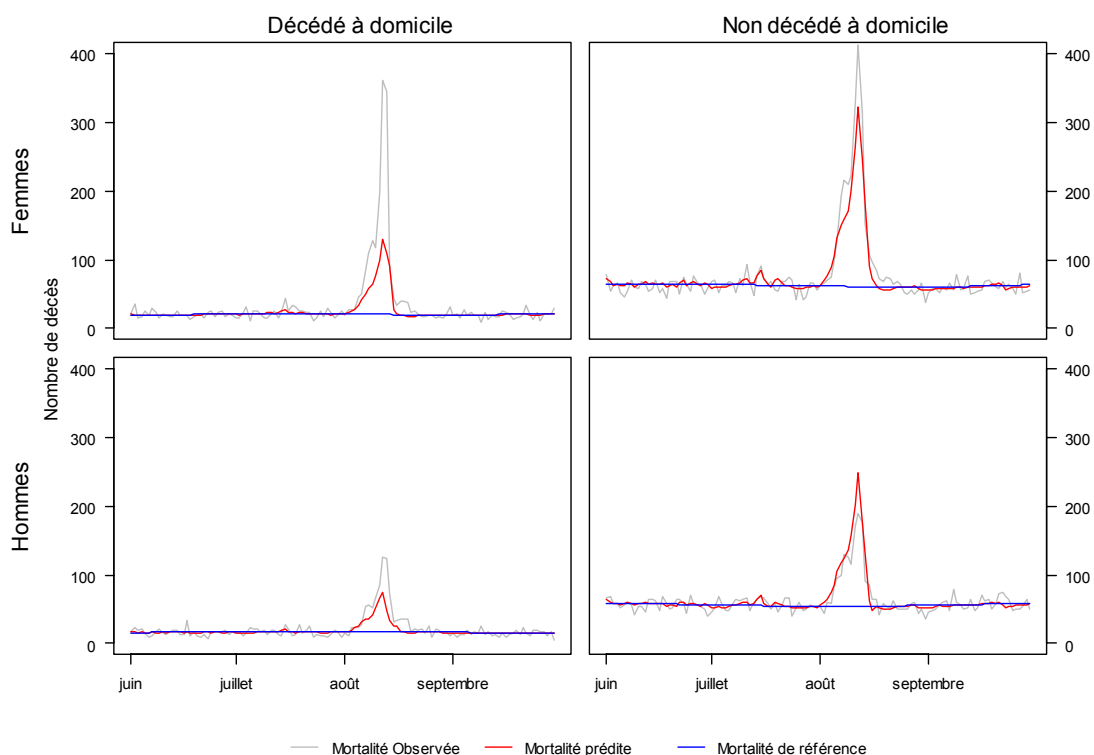 Décédé à domicile
Non décédé à domicile
Femmes
Hommes
Nombre de décès
400
300
200
100
0
400
300
200
100
0
400
300
200
100
0
400
300
200
100
0
juin
juillet
août
septembre
juin
juillet
août
septembre
Mortalité Observée
Mortalité prédite
Mortalité de référence